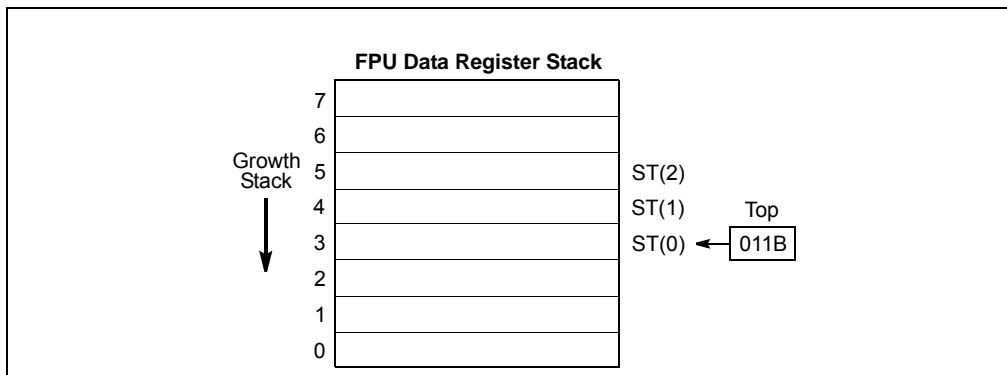 FPU Data Register Stack
7
6
Growth
Stack
5
ST(2)
4
ST(1)
Top
3
ST(0)
011B
2
1
0